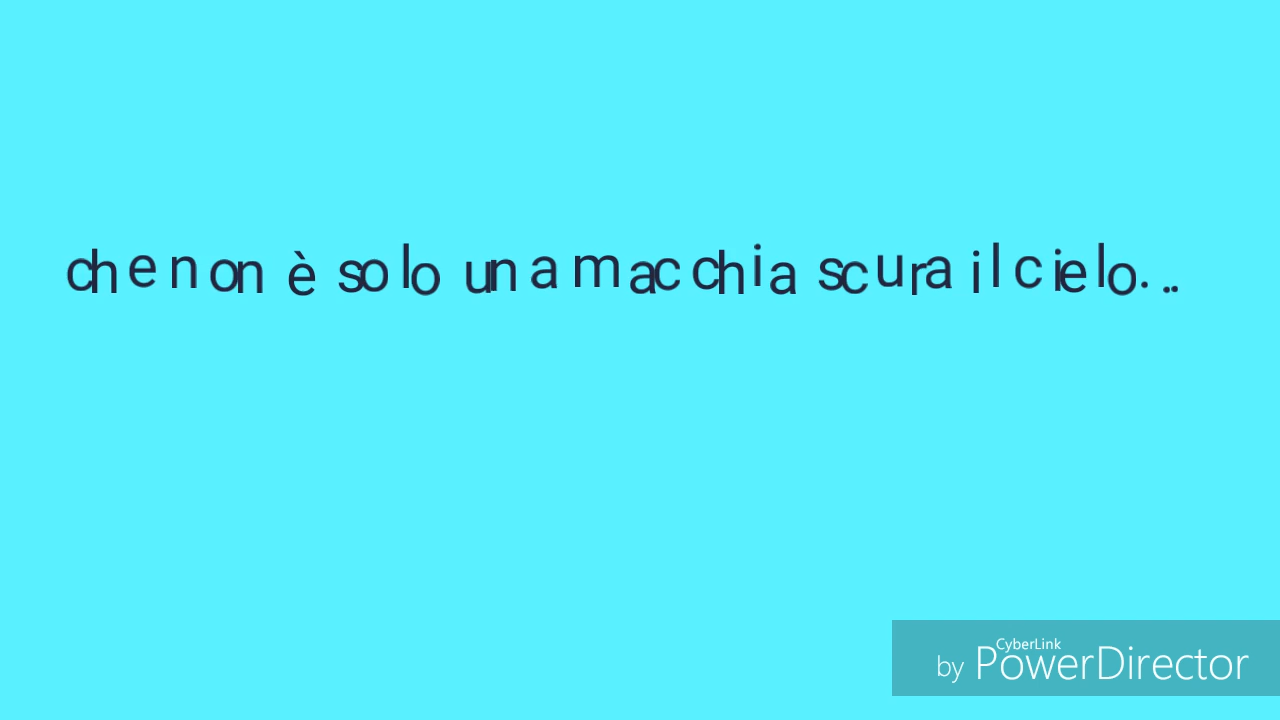 che non è solo una macchia scura il cielo...
by CyberLink PowerDirector